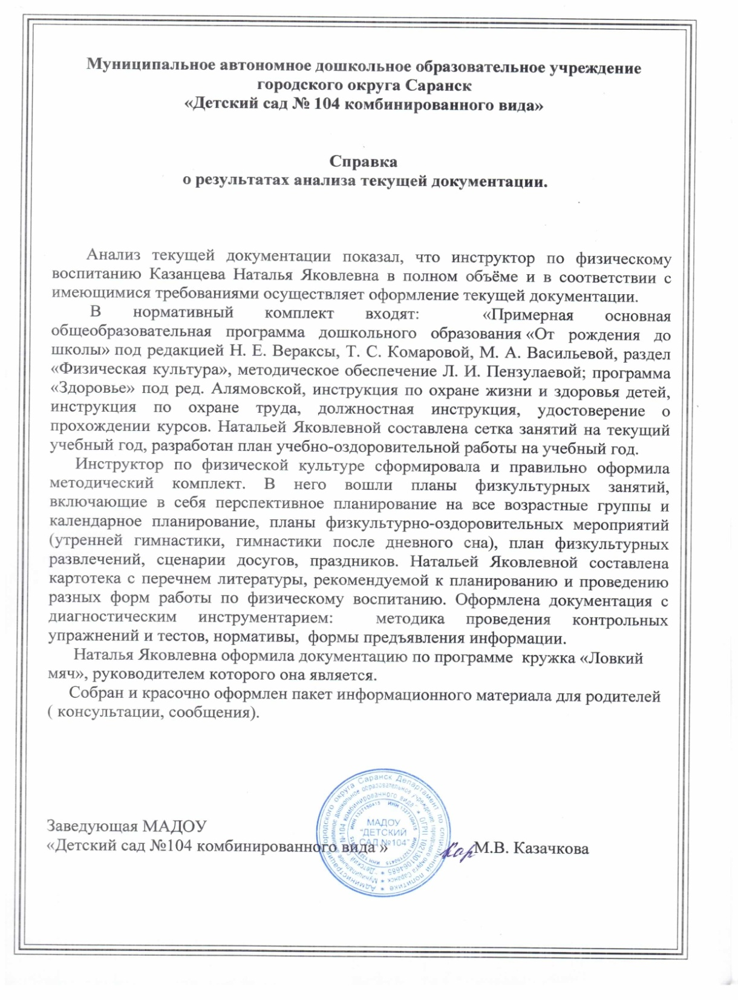 Муниципальное автономное дошкольное образовательное учреждение
городского округа Саранск
«Детский сад № 104 комбинированного вида»
Справка
о результатах анализа текущей документации.
Анализ текущей документации показал, что инструктор по физическому
воспитанию Казанцева Наталья Яковлевна в полном объёме и в соответствии с
имеющимися требованиями осуществляет оформление текущей документации.
В нормативный комплект входят: «Примерная основная
общеобразовательная программа дошкольного образования «От рождения до
школы» под редакцией Н. Е. Вераксы, Т. С. Комаровой, М. А. Васильевой, раздел
«Физическая культура», методическое обеспечение Л. И. Пензулаевой; программа
«Здоровье» под ред. Алямовской, инструкция по охране жизни и здоровья детей,
инструкция по охране труда, должностная инструкция, удостоверение о
прохождении курсов. Натальей Яковлевной составлена сетка занятий на текущий
учебный год, разработан план учебно-оздоровительной работы на учебный год.
Инструктор по физической культуре сформировала и правильно оформила
методический комплект. В него вошли планы физкультурных занятий,
включающие в себя перспективное планирование на все возрастные группы и
календарное планирование, планы физкультурно-оздоровительных мероприятий
(утренней гимнастики, гимнастики после дневного сна), план физкультурных
развлечений, сценарии досугов, праздников. Натальей Яковлевной составлена
картотека с перечнем литературы, рекомендуемой к планированию и проведению
разных форм работы по физическому воспитанию. Оформлена документация с
диагностическим инструментарием: методика проведения контрольных
упражнений и тестов, нормативы, формы предъявления информации.
Наталья Яковлевна оформила документацию по программе кружка «Ловкий
мяч», руководителем которого она является.
Собран и красочно оформлен пакет информационного материала для родителей
( консультации, сообщения).
Заведующая МАДОУ
«Детский сад №104 комбинированного вида » М.В. Казачкова
Администрация городского округа Саранск Департамент по социальной политике
Муниципальное автономное дошкольное образовательное учреждение городского округа Саранск
"Детский сад №104 комбинированного вида" * ОГРН 1021301064685
ИНН 1327150415 ИНН 1327150415 ИНН 1327150415
МАДОУ
"ДЕТСКИЙ
САД №104"